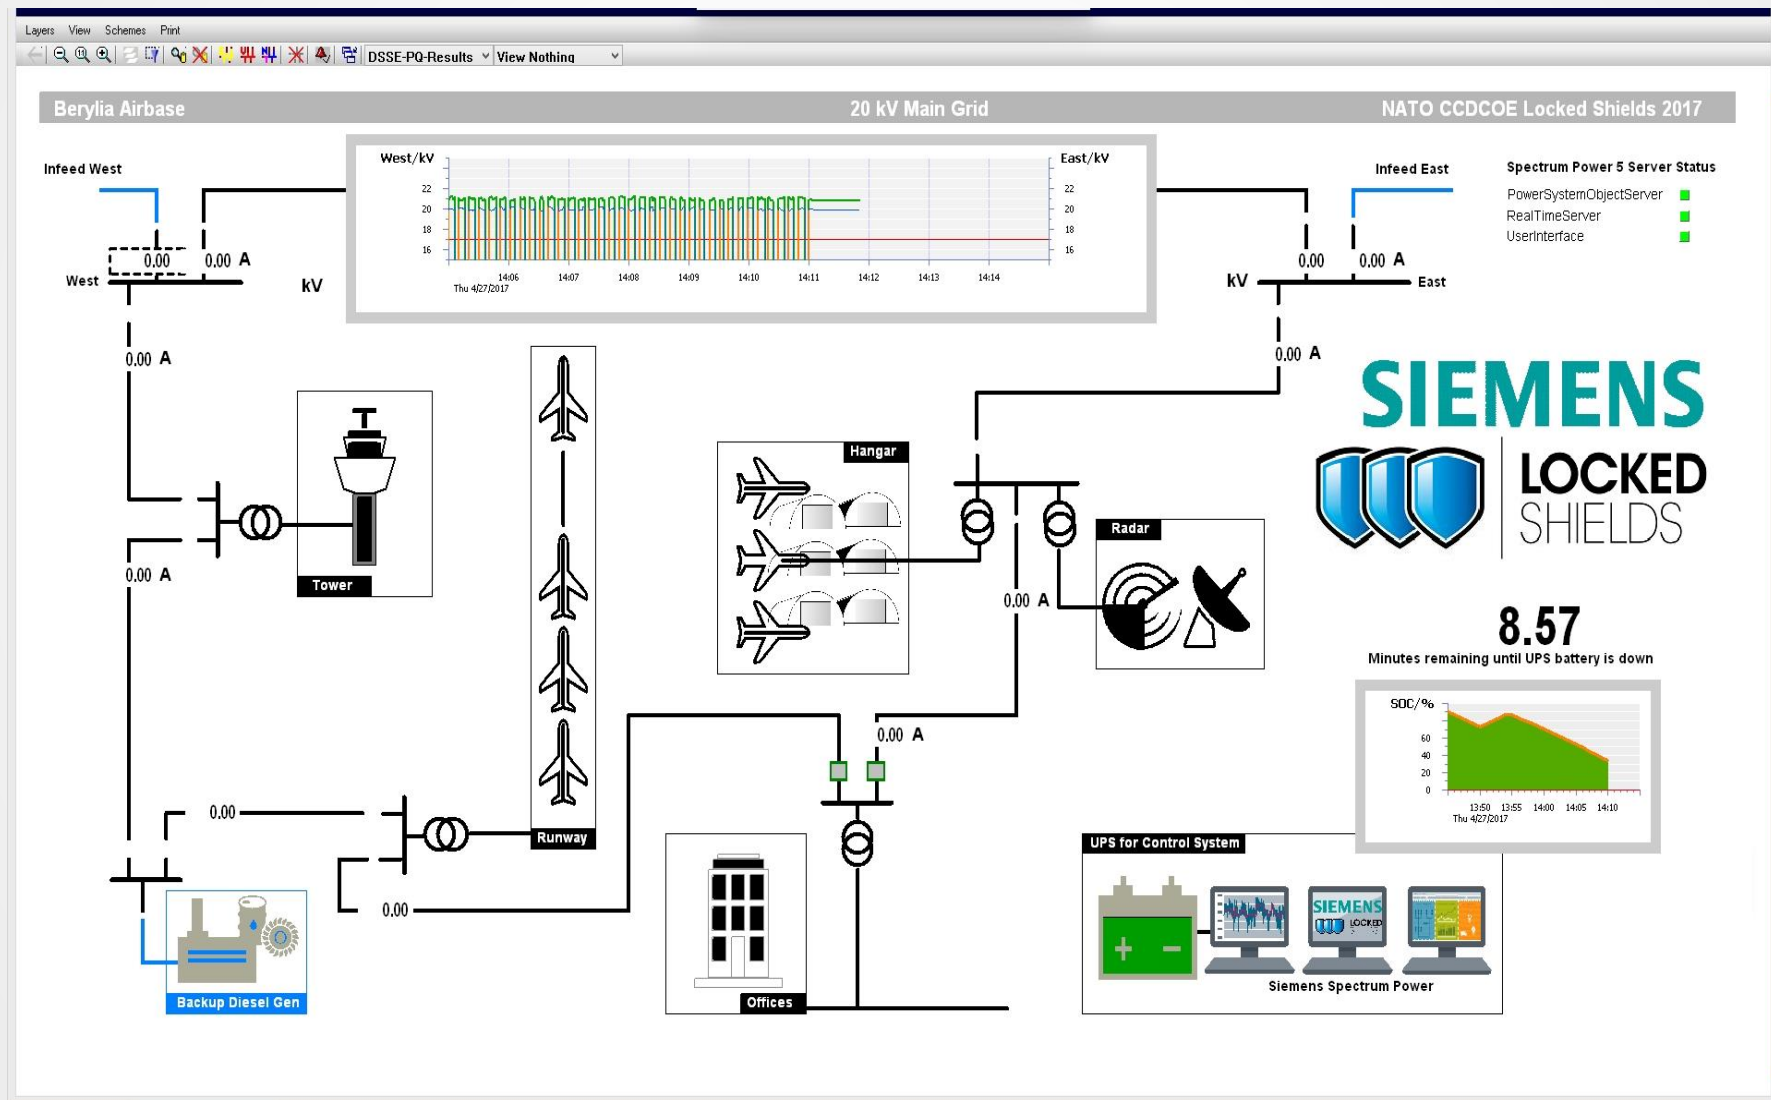 Layers View Schemes Print
DSSE-PQ-Results View Nothing
Berylia Airbase 20 kV Main Grid NATO CCDCOE Locked Shields 2017
Infeed West
West/kV
East/kV
22
20
18
16
22
20
18
16
14:06 14:07 14:08 14:09 14:10 14:11 14:12 14:13 14:14
Thu 4/27/2017
Infeed East
Spectrum Power 5 Server Status
PowerSystemObjectServer
RealTimeServer
UserInterface
0.00 0.00 A
West
kV
0.00 0.00 A
kV
East
0.00 A
0.00 A
SIEMENS
LOCKED
SHIELDS
Hangar
Radar
Tower
0.00 A
0.00 A
8.57
Minutes remaining until UPS battery is down
SOC/%
60
40
20
0
13:50 13:55 14:00 14:05 14:10
Thu 4/27/2017
0.00 A
0.00
Runway
UPS for Control System
0.00
SIEMENS
LOCKED
+ −
Siemens Spectrum Power
Backup Diesel Gen
Offices